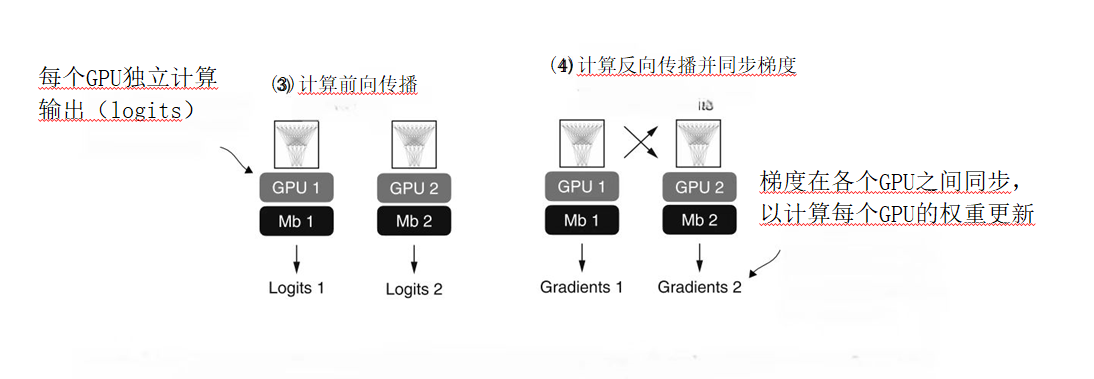 每个GPU独立计算
输出（logits）
(3) 计算前向传播
GPU 1
GPU 2
Mb 1
Mb 2
Logits 1
Logits 2
(4) 计算反向传播并同步梯度
GPU 1
GPU 2
Mb 1
Mb 2
Gradients 1
Gradients 2
梯度在各个GPU之间同步，
以计算每个GPU的权重更新